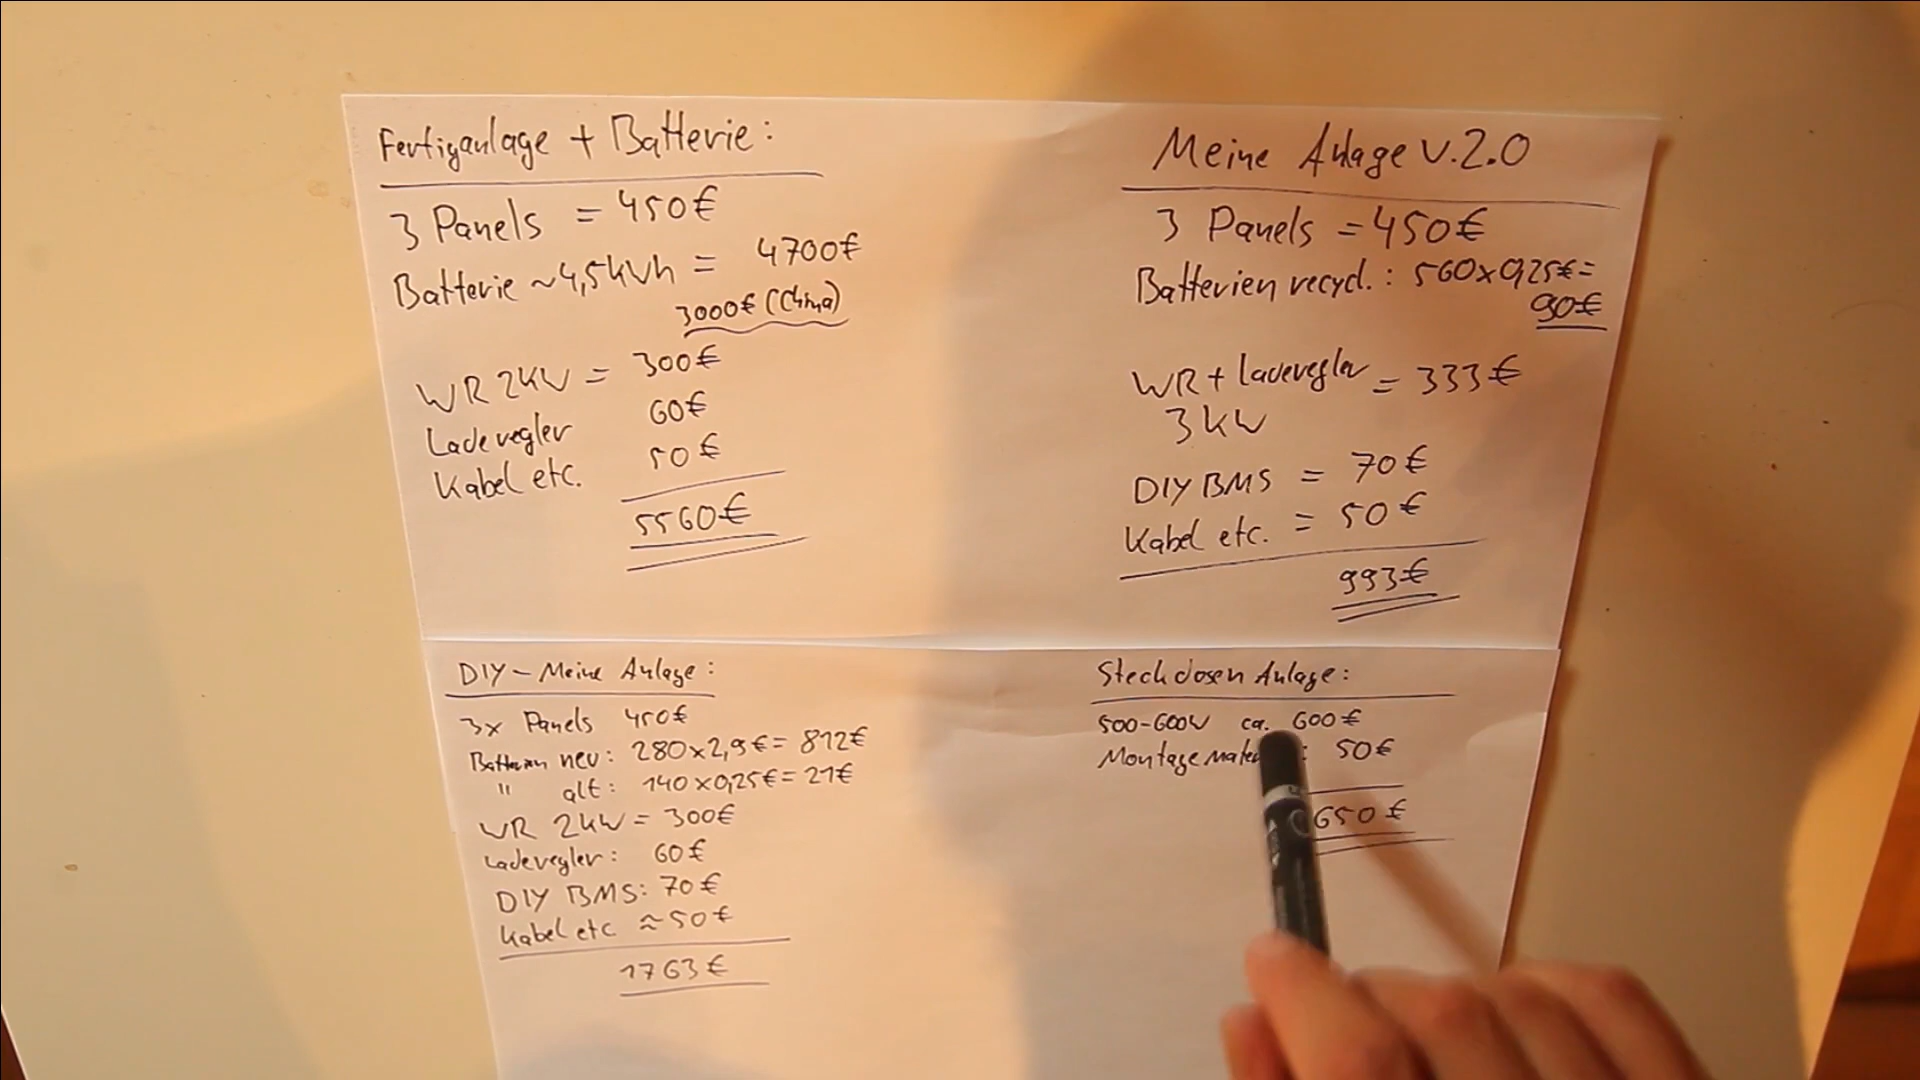 Fertiganlage + Batterie:
3 Panels = 450€
Batterie ~4,5kWh = 4700€
3000€ (China)
WR 2KW = 300€
Laderegler 60€
Kabel etc. 50€
5560€
Meine Anlage V.2.0
3 Panels = 450€
Batterien recycl.: 560x0,25€=
90€
WR + Laderegler = 333€
3 KW
DIY BMS = 70€
Kabel etc. = 50€
993€
DIY - Meine Anlage:
3x Panels 450€
Batterien neu: 280x2,9€= 812€
" alt: 140x0,25€= 21€
WR 2KW = 300€
Laderegler: 60€
DIY BMS: 70€
Kabel etc ≈50€
1763€
Steckdosen Anlage:
500-600W ca. 600€
: 50€
650€